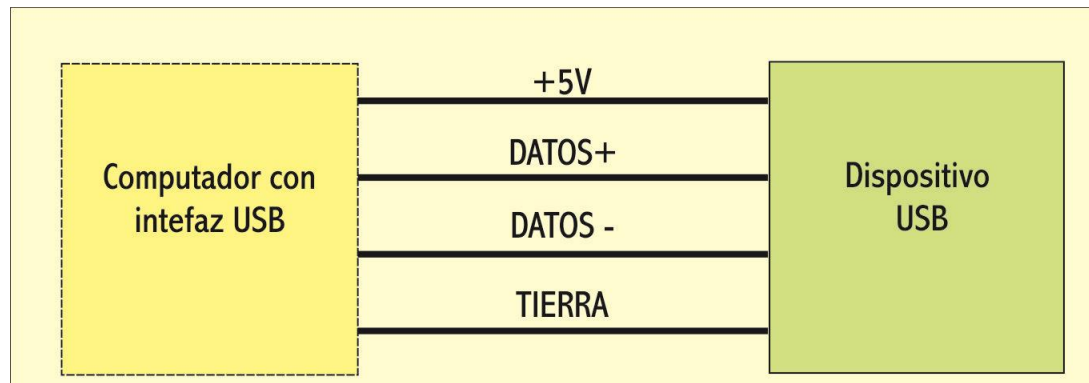 Computador con
intefaz USB
+5V
DATOS+
DATOS -
TIERRA
Dispositivo
USB